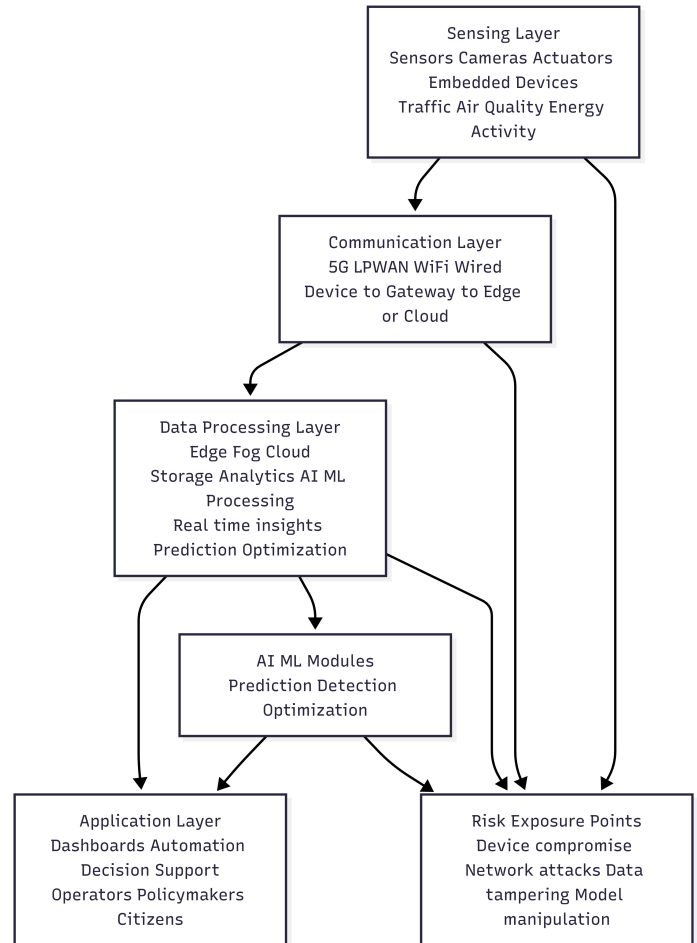 Sensing Layer
Sensors Cameras Actuators
Embedded Devices
Traffic Air Quality Energy
Activity
Communication Layer
5G LPWAN WiFi Wired
Device to Gateway to Edge
or Cloud
Data Processing Layer
Edge Fog Cloud
Storage Analytics AI ML
Processing
Real time insights
Prediction Optimization
AI ML Modules
Prediction Detection
Optimization
Application Layer
Dashboards Automation
Decision Support
Operators Policymakers
Citizens
Risk Exposure Points
Device compromise
Network attacks Data
tampering Model
manipulation